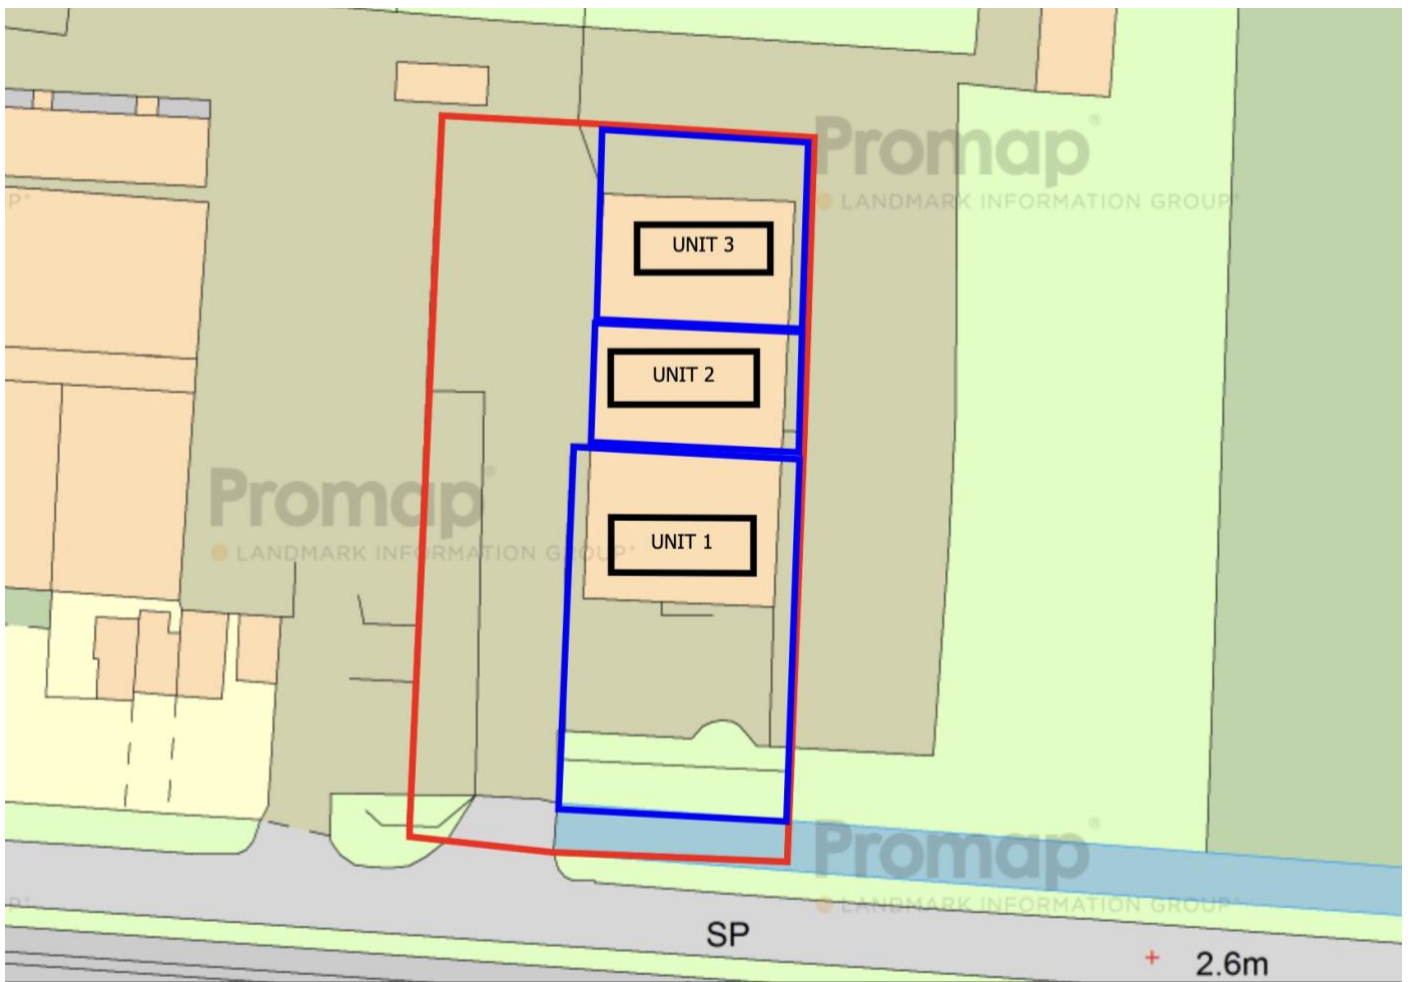 Promap®
P*
LANDMARK INFORMATION GROUP*
UNIT 3
UNIT 2
Promap®
LANDMARK INFORMATION GROUP*
UNIT 1
Promap®
P*
LANDMARK INFORMATION GROUP*
SP
2.6m